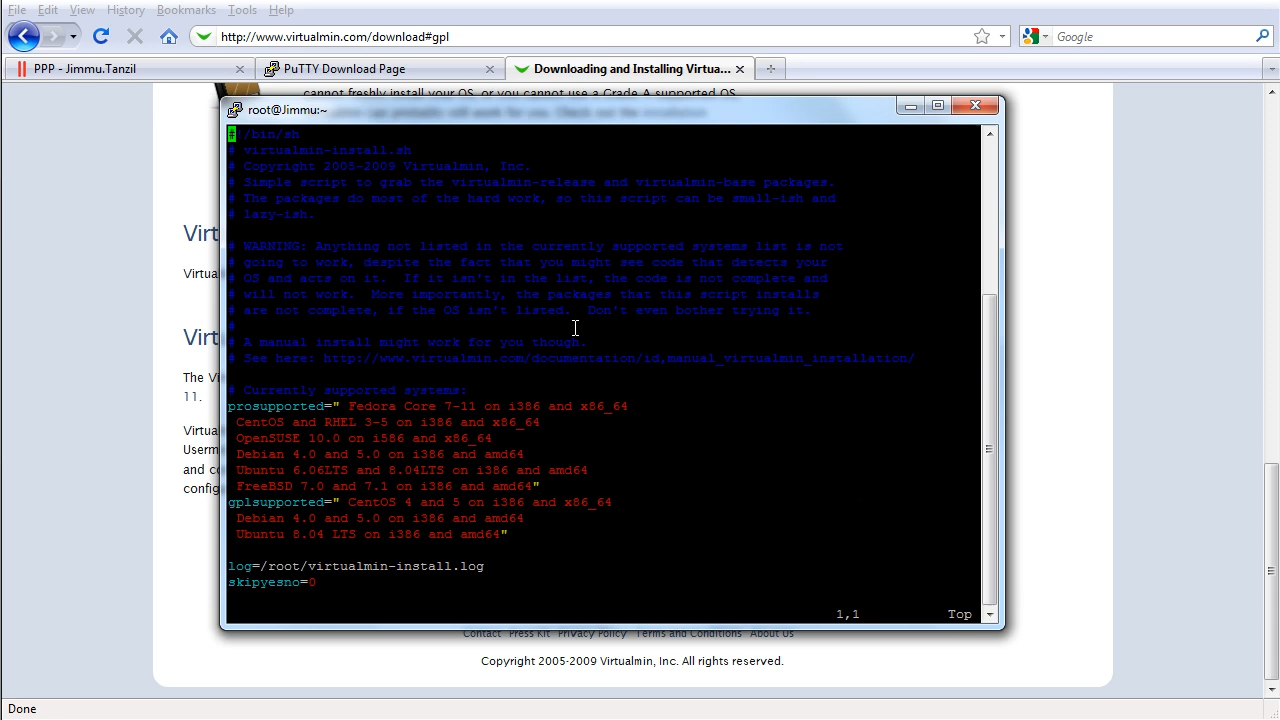 File Edit View History Bookmarks Tools Help
http://www.virtualmin.com/download#gpl
Google
PPP - Jimmu.Tanzil
PuTTY Download Page
Downloading and Installing Virtua...
cannot freshly install your OS, or you cannot use a Grade A supported OS
root@Jimmu:~
#!/bin/sh
# virtualmin-install.sh
# Copyright 2005-2009 Virtualmin, Inc.
# Simple script to grab the virtualmin-release and virtualmin-base packages.
# The packages do most of the hard work, so this script can be small-ish and
# lazy-ish.
# WARNING: Anything not listed in the currently supported systems list is not
# going to work, despite the fact that you might see code that detects your
# OS and acts on it.  If it isn't in the list, the code is not complete and
# will not work.  More importantly, the packages that this script installs
# are not complete, if the OS isn't listed.  Don't even bother trying it.
#
# A manual install might work for you though.
# See here: http://www.virtualmin.com/documentation/id,manual_virtualmin_installation/
# Currently supported systems:
prosupported=" Fedora Core 7-11 on i386 and x86_64
CentOS and RHEL 3-5 on i386 and x86_64
OpenSUSE 10.0 on i586 and x86_64
Debian 4.0 and 5.0 on i386 and amd64
Ubuntu 6.06LTS and 8.04LTS on i386 and amd64
FreeBSD 7.0 and 7.1 on i386 and amd64"
gplsupported=" CentOS 4 and 5 on i386 and x86_64
Debian 4.0 and 5.0 on i386 and amd64
Ubuntu 8.04 LTS on i386 and amd64"
log=/root/virtualmin-install.log
skipyesno=0
1,1 Top
Virt
Virtua
Virt
The Vi
11.
Virtua
Userm
and co
config
Contact Press Kit Privacy Policy Terms and Conditions About Us
Copyright 2005-2009 Virtualmin, Inc. All rights reserved.
Done